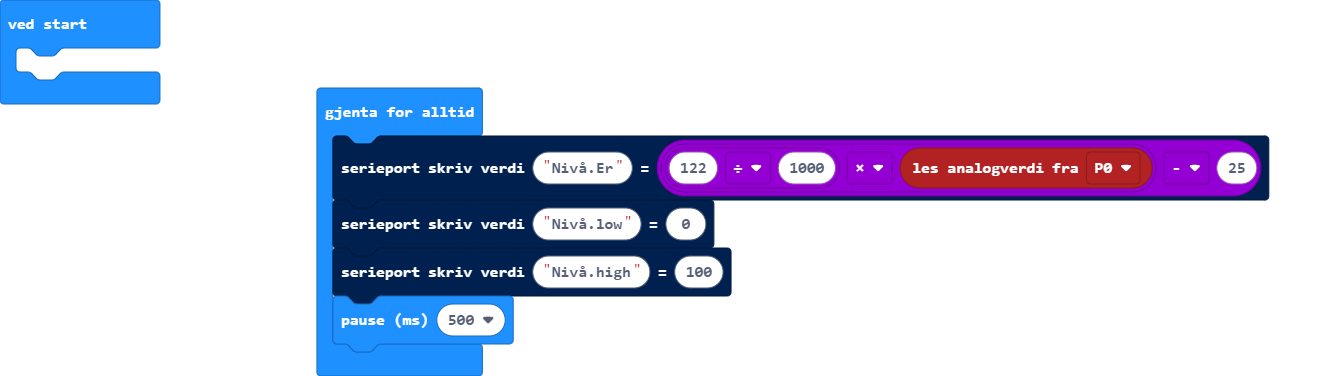 ved start
gjenta for alltid
serieport skriv verdi "Nivå.Er" = 122 ÷ 1000 × les analogverdi fra P0 - 25
serieport skriv verdi "Nivå.low" = 0
serieport skriv verdi "Nivå.high" = 100
pause (ms) 500